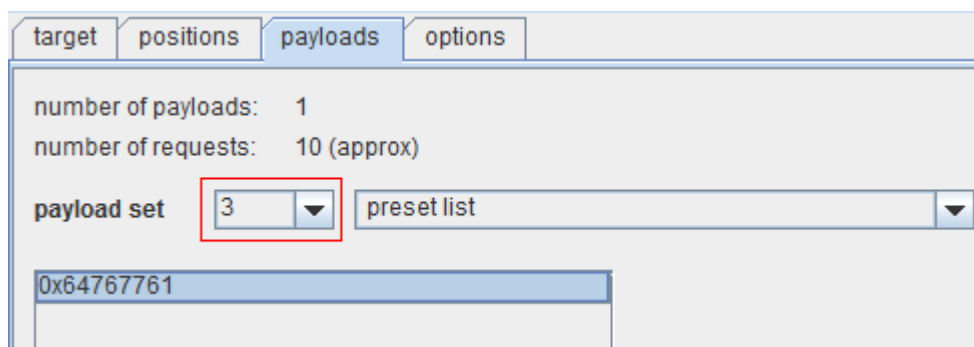 target positions payloads options
number of payloads: 1
number of requests: 10 (approx)
payload set 3 preset list
0x64767761